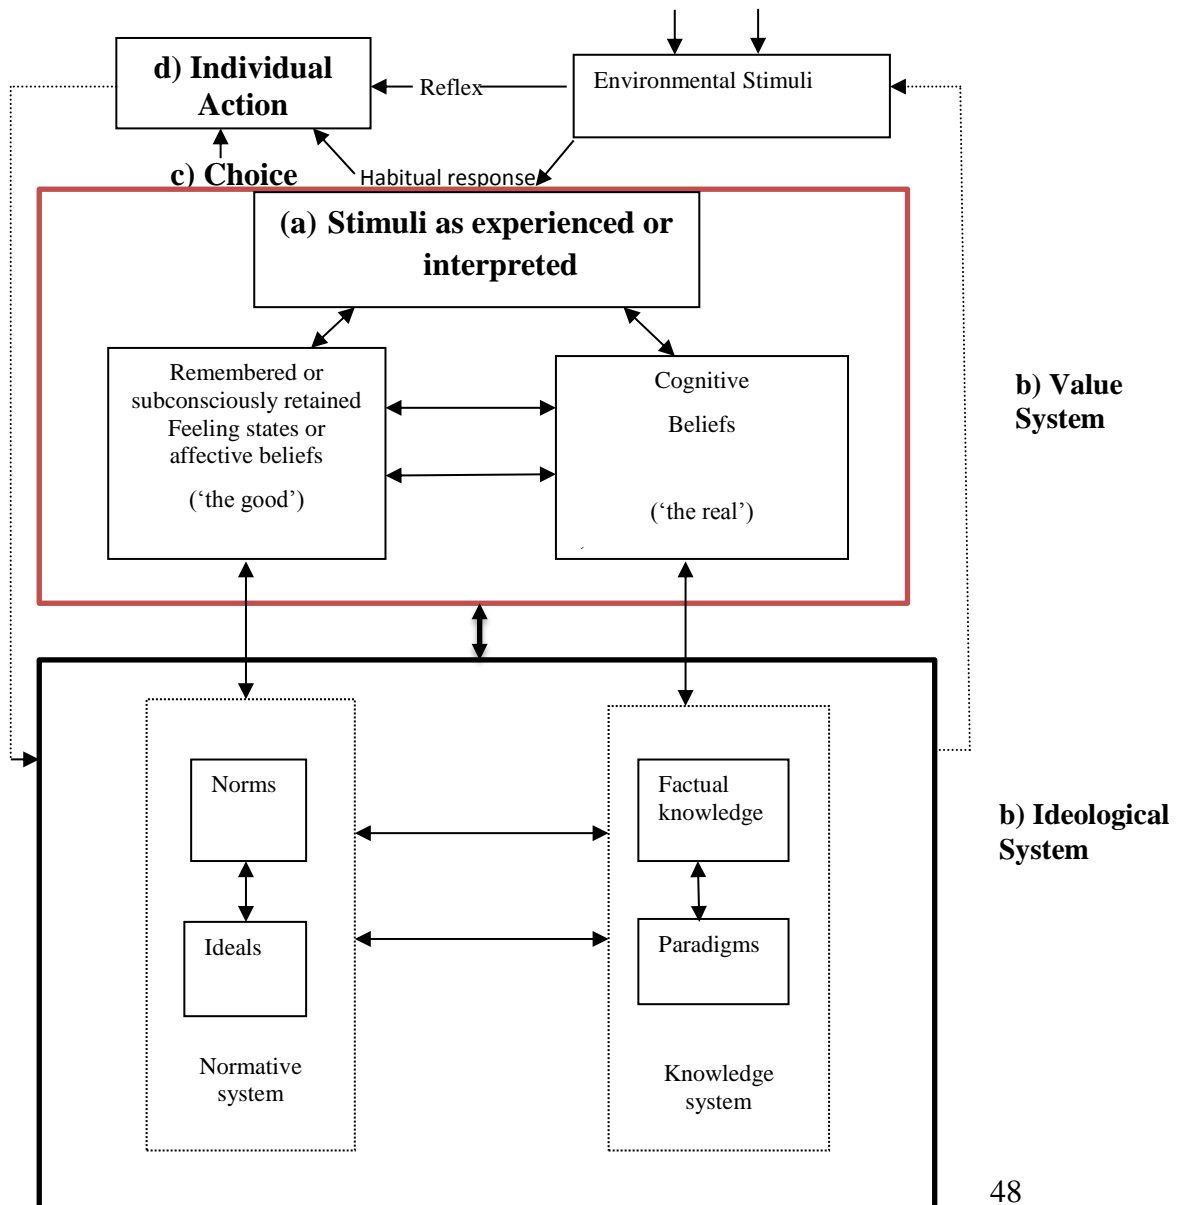 d) Individual
Action
Reflex
Environmental Stimuli
c) Choice
Habitual response
(a) Stimuli as experienced or
interpreted
Remembered or
subconsciously retained
Feeling states or
affective beliefs
(‘the good’)
Cognitive
Beliefs
(‘the real’)
b) Value
System
Norms
Ideals
Normative
system
Factual
knowledge
Paradigms
Knowledge
system
b) Ideological
System
48